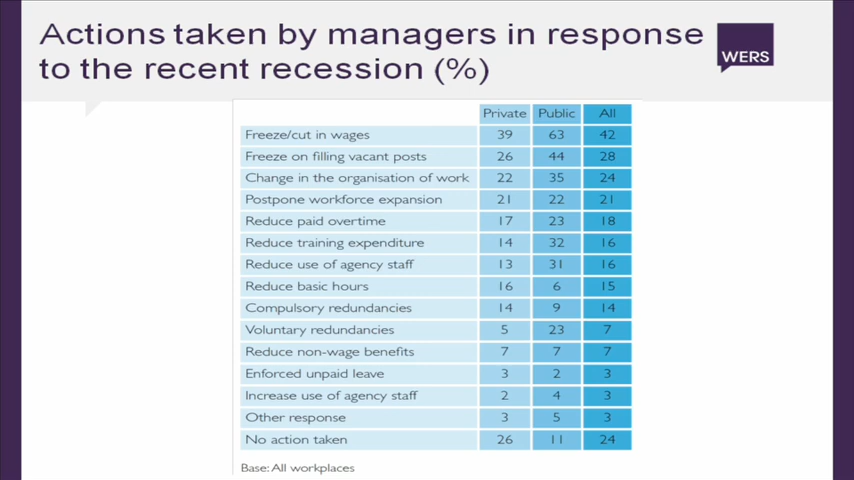 Actions taken by managers in response
to the recent recession (%)
WERS
Private Public All
Freeze/cut in wages 39 63 42
Freeze on filling vacant posts 26 44 28
Change in the organisation of work 22 35 24
Postpone workforce expansion 21 22 21
Reduce paid overtime 17 23 18
Reduce training expenditure 14 32 16
Reduce use of agency staff 13 31 16
Reduce basic hours 16 6 15
Compulsory redundancies 14 9 14
Voluntary redundancies 5 23 7
Reduce non-wage benefits 7 7 7
Enforced unpaid leave 3 2 3
Increase use of agency staff 2 4 3
Other response 3 5 3
No action taken 26 11 24
Base: All workplaces